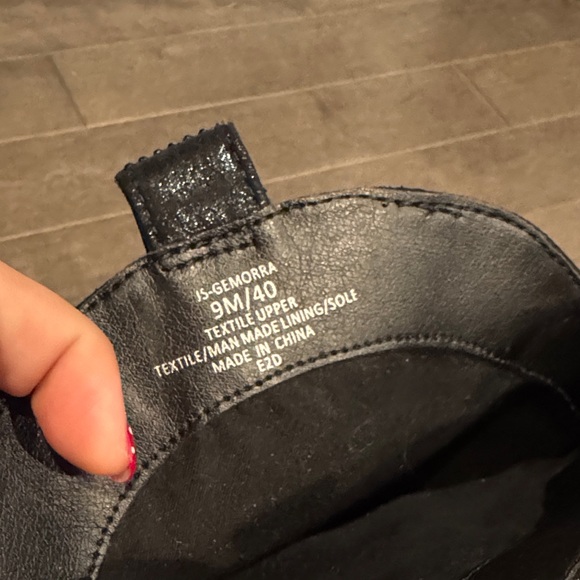 JS-GEMORRA
9M/40
TEXTILE UPPER
TEXTILE/MAN MADE LINING/SOLE
MADE IN CHINA
E2D